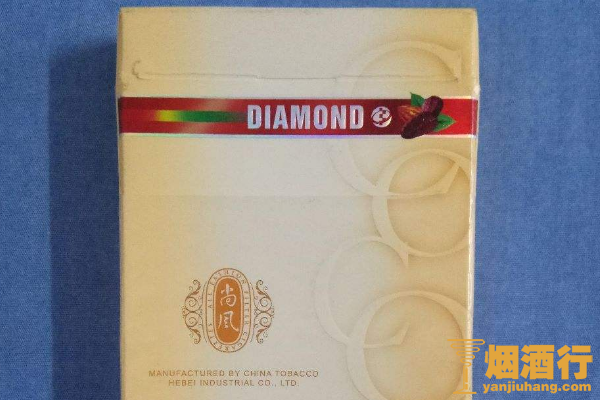 DIAMOND
尚风
MANUFACTURED BY CHINA TOBACCO
HEBEI INDUSTRIAL CO., LTD.
烟酒行
yanjiuhang.com